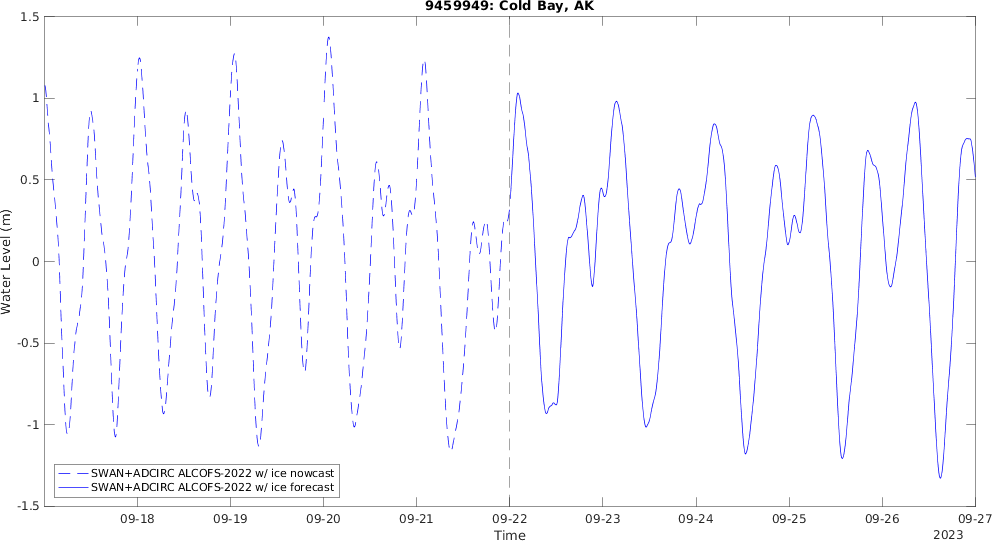 9459949: Cold Bay, AK
1.5
1
0.5
0
-0.5
-1
-1.5
Water Level (m)
SWAN+ADCIRC ALCOFS-2022 w/ ice nowcast
SWAN+ADCIRC ALCOFS-2022 w/ ice forecast
09-18 09-19 09-20 09-21 09-22 09-23 09-24 09-25 09-26 09-27
Time
2023